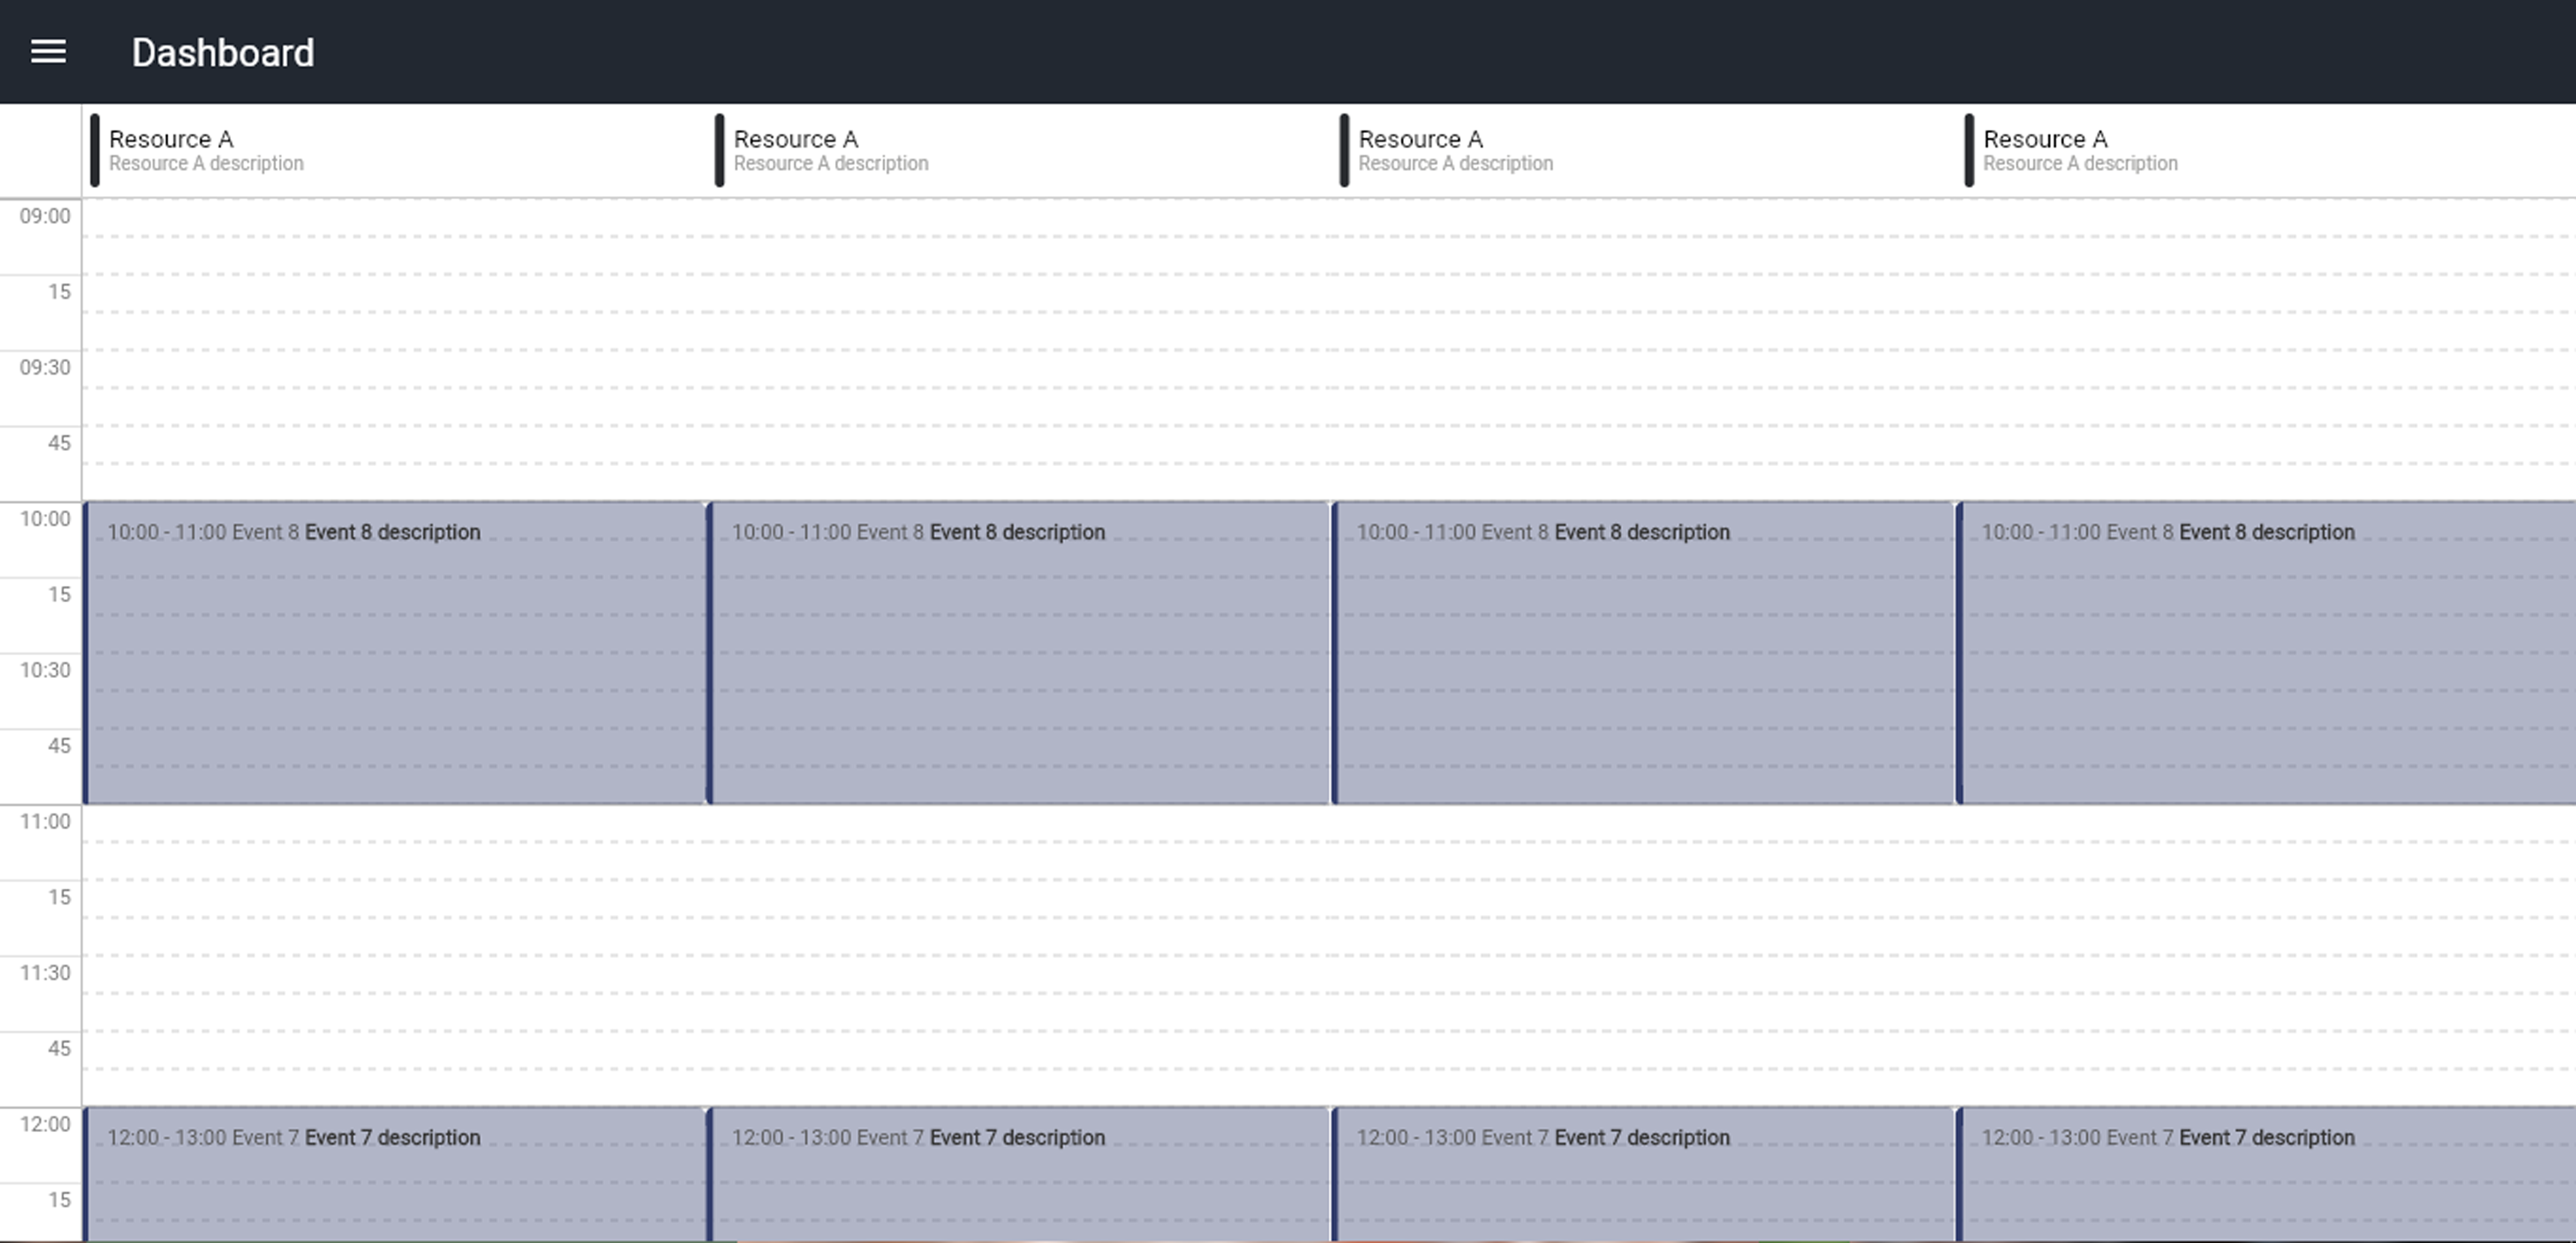 Dashboard
Resource A Resource A Resource A Resource A
Resource A description Resource A description Resource A description Resource A description
09:00
15
09:30
45
10:00
10:00 - 11:00 Event 8 Event 8 description 10:00 - 11:00 Event 8 Event 8 description 10:00 - 11:00 Event 8 Event 8 description 10:00 - 11:00 Event 8 Event 8 description
15
10:30
45
11:00
15
11:30
45
12:00
12:00 - 13:00 Event 7 Event 7 description 12:00 - 13:00 Event 7 Event 7 description 12:00 - 13:00 Event 7 Event 7 description 12:00 - 13:00 Event 7 Event 7 description
15